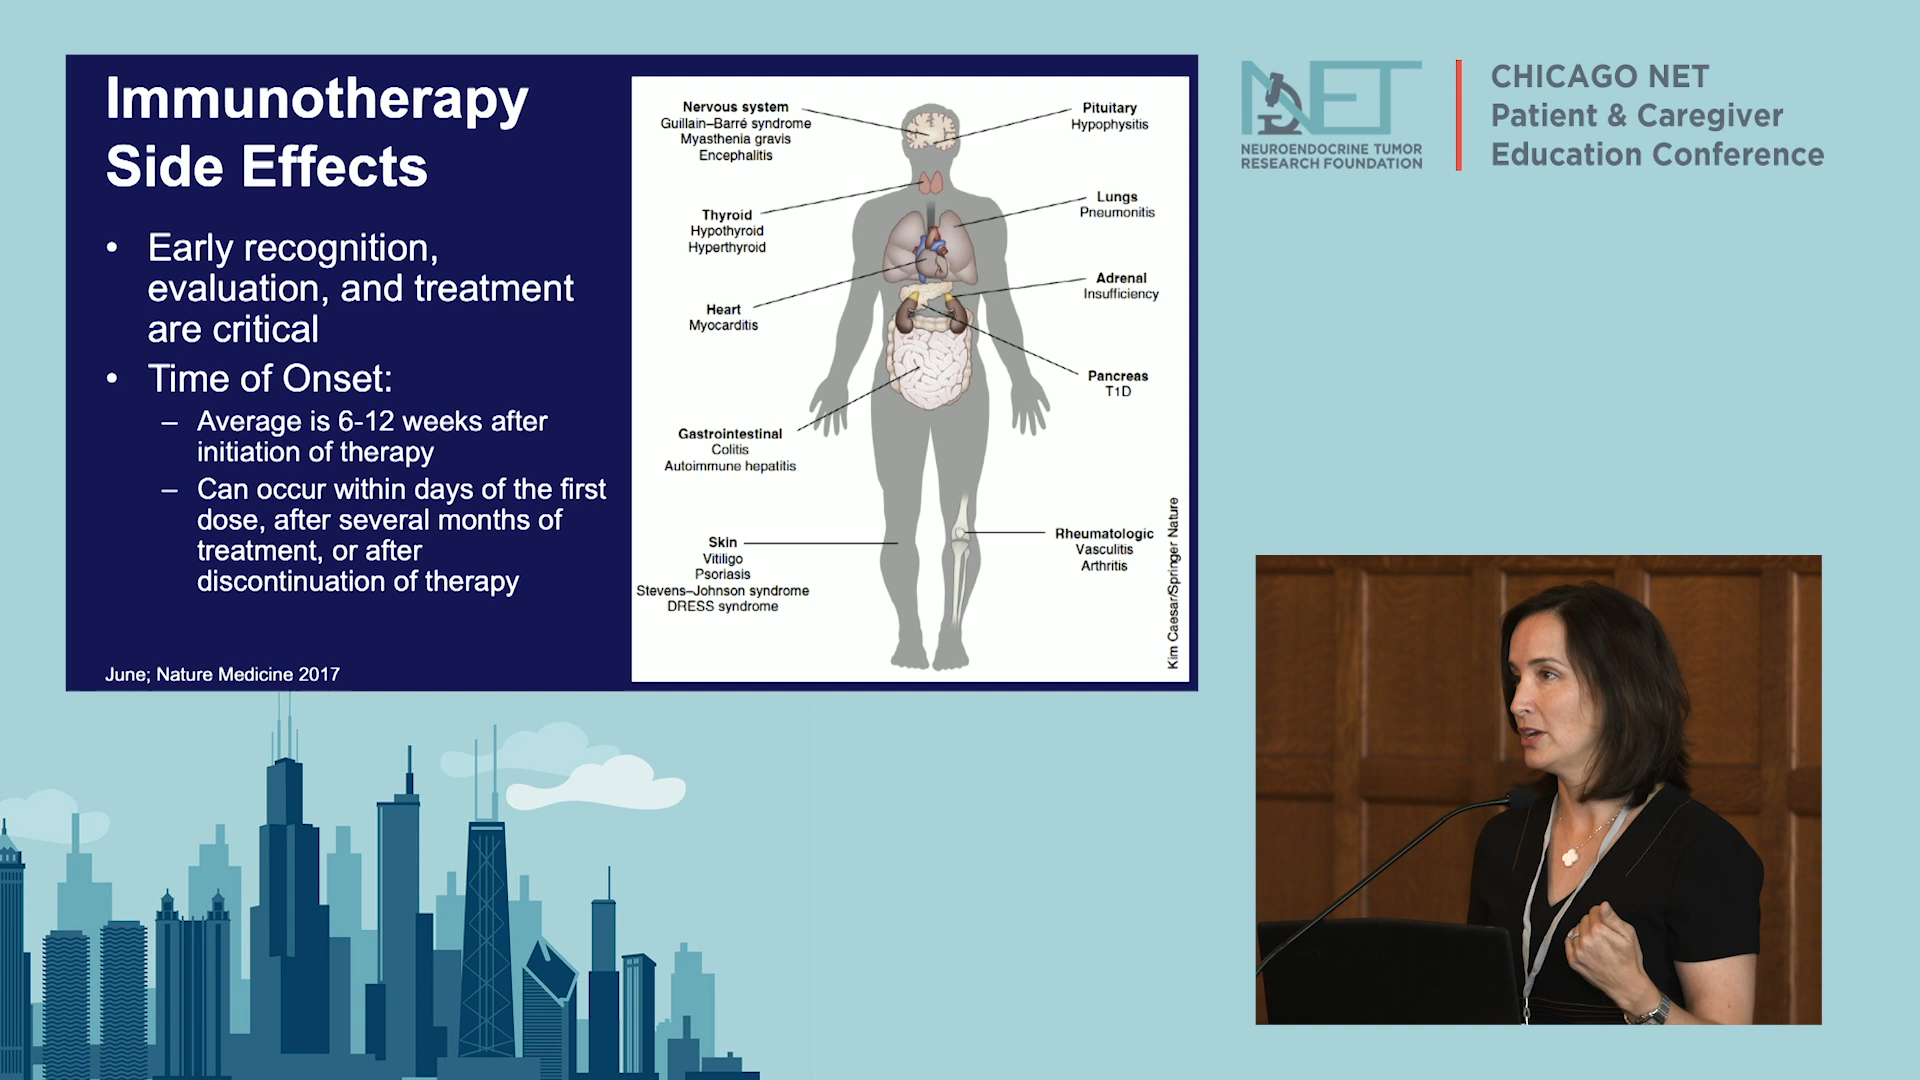 Immunotherapy
Side Effects
• Early recognition,
evaluation, and treatment
are critical
• Time of Onset:
– Average is 6-12 weeks after
initiation of therapy
– Can occur within days of the first
dose, after several months of
treatment, or after
discontinuation of therapy
June; Nature Medicine 2017
Nervous system
Guillain–Barré syndrome
Myasthenia gravis
Encephalitis
Thyroid
Hypothyroid
Hyperthyroid
Heart
Myocarditis
Gastrointestinal
Colitis
Autoimmune hepatitis
Skin
Vitiligo
Psoriasis
Stevens–Johnson syndrome
DRESS syndrome
Pituitary
Hypophysitis
Lungs
Pneumonitis
Adrenal
Insufficiency
Pancreas
T1D
Rheumatologic
Vasculitis
Arthritis
Kim Caesar/Springer Nature
NET
NEUROENDOCRINE TUMOR
RESEARCH FOUNDATION
CHICAGO NET
Patient & Caregiver
Education Conference